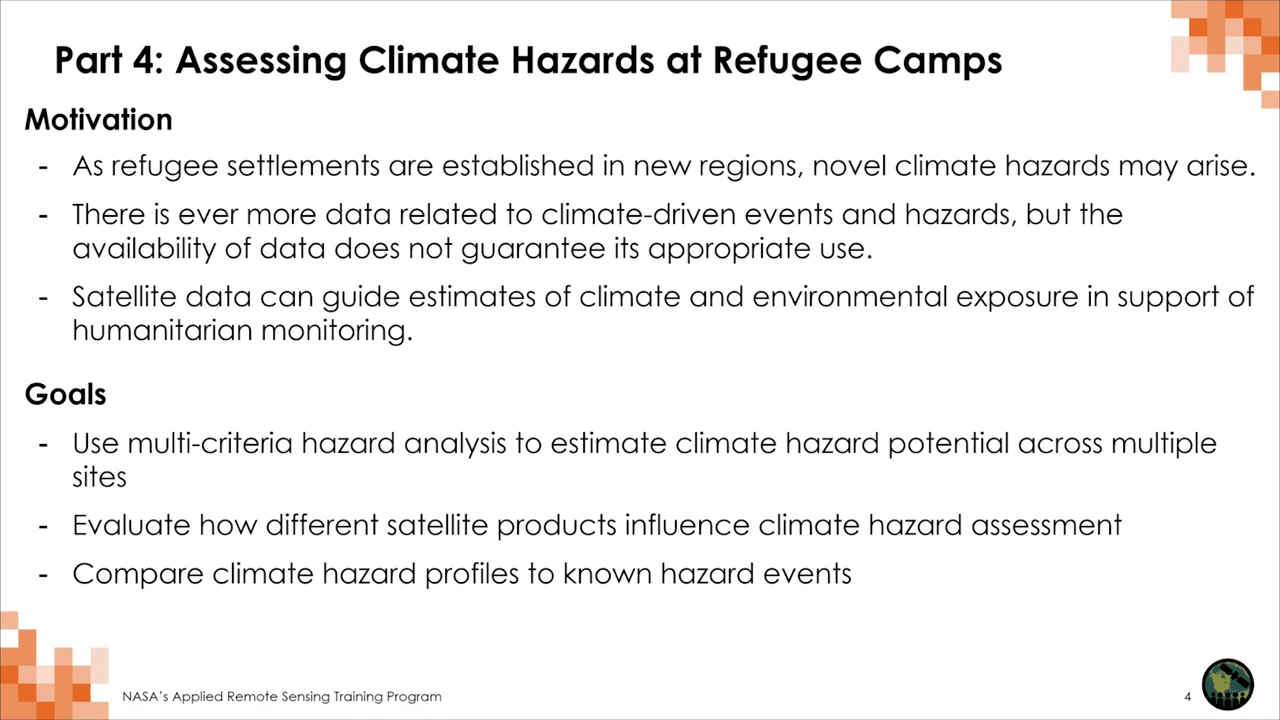 Part 4: Assessing Climate Hazards at Refugee Camps
Motivation
- As refugee settlements are established in new regions, novel climate hazards may arise.
- There is ever more data related to climate-driven events and hazards, but the
availability of data does not guarantee its appropriate use.
- Satellite data can guide estimates of climate and environmental exposure in support of
humanitarian monitoring.
Goals
- Use multi-criteria hazard analysis to estimate climate hazard potential across multiple
sites
- Evaluate how different satellite products influence climate hazard assessment
- Compare climate hazard profiles to known hazard events
NASA's Applied Remote Sensing Training Program
4